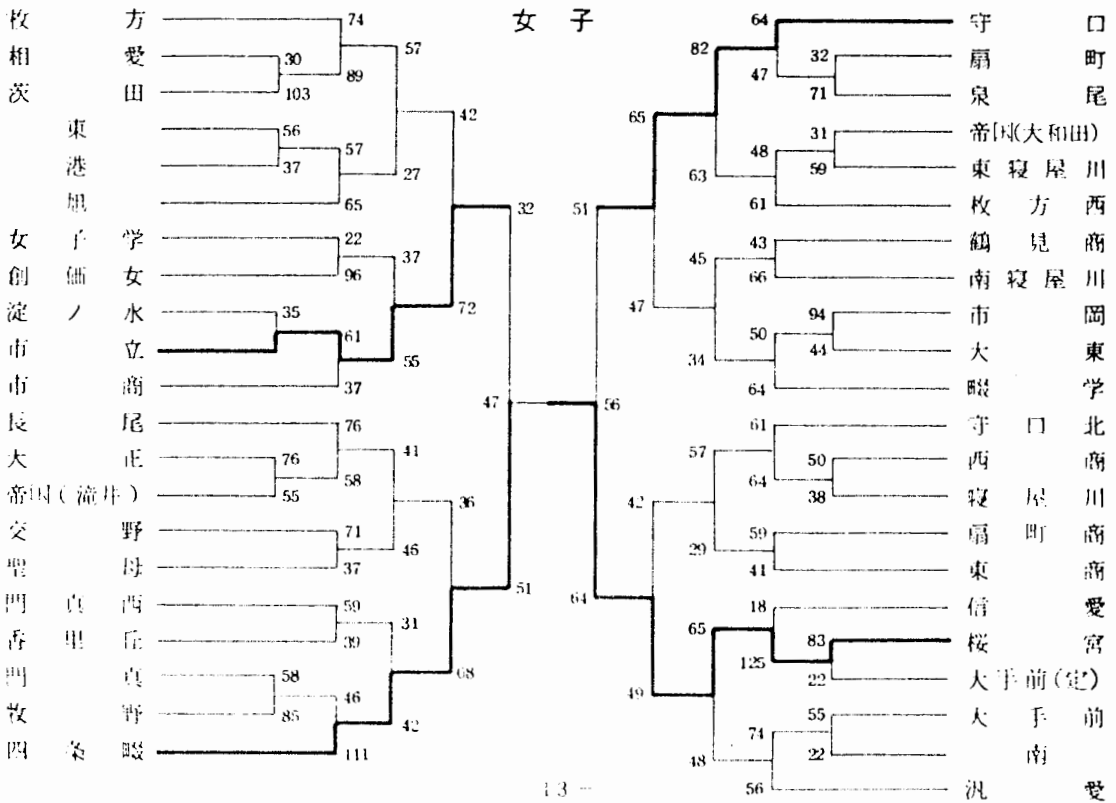 女子
枚方 74
57
相愛 30
89
茨田 103
42
東 56
57
港 37
27
旭 65
32
女子学 22
37
創価女 96
72
淀ノ水 35
61
市立
55
市商 37
47
長尾 76
41
大正 76
58
帝国(滝井) 55
36
交野 71
46
聖母 37
51
門真西 59
31
香里丘 39
68
門真 58
46
牧野 85
42
四条畷 111
64 守口
82
32 扇町
47
71 泉尾
65
31 帝国(大和田)
48
59 東寝屋川
63
61 枚方西
51
43 鶴見商
45
66 南寝屋川
47
94 市岡
50
44 大東
34
64 畷学
56
61 守口北
57
50 西商
64
38 寝屋川
42
59 扇町商
29
41 東商
64
18 信愛
65
83 桜宮
125
22 大手前(定)
49
55 大手前
74
22 南
48
56 汎愛
13-